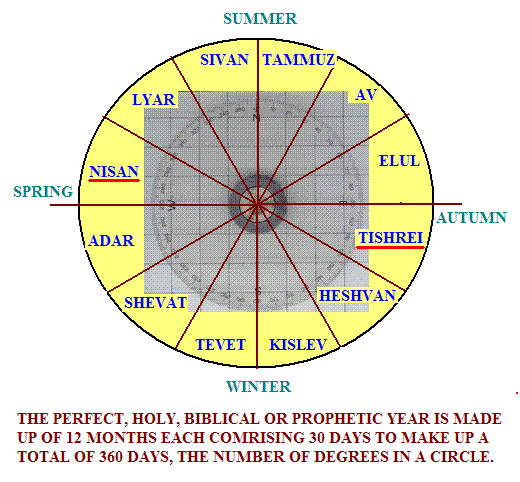 SUMMER
SIVAN TAMMUZ
LYAR AV
ELUL
NISAN
SPRING
AUTUMN
ADAR TISHREI
SHEVAT HESHVAN
TEVET KISLEV
WINTER
N
W E
S
THE PERFECT, HOLY, BIBLICAL OR PROPHETIC YEAR IS MADE
UP OF 12 MONTHS EACH COMRISING 30 DAYS TO MAKE UP A
TOTAL OF 360 DAYS, THE NUMBER OF DEGREES IN A CIRCLE.